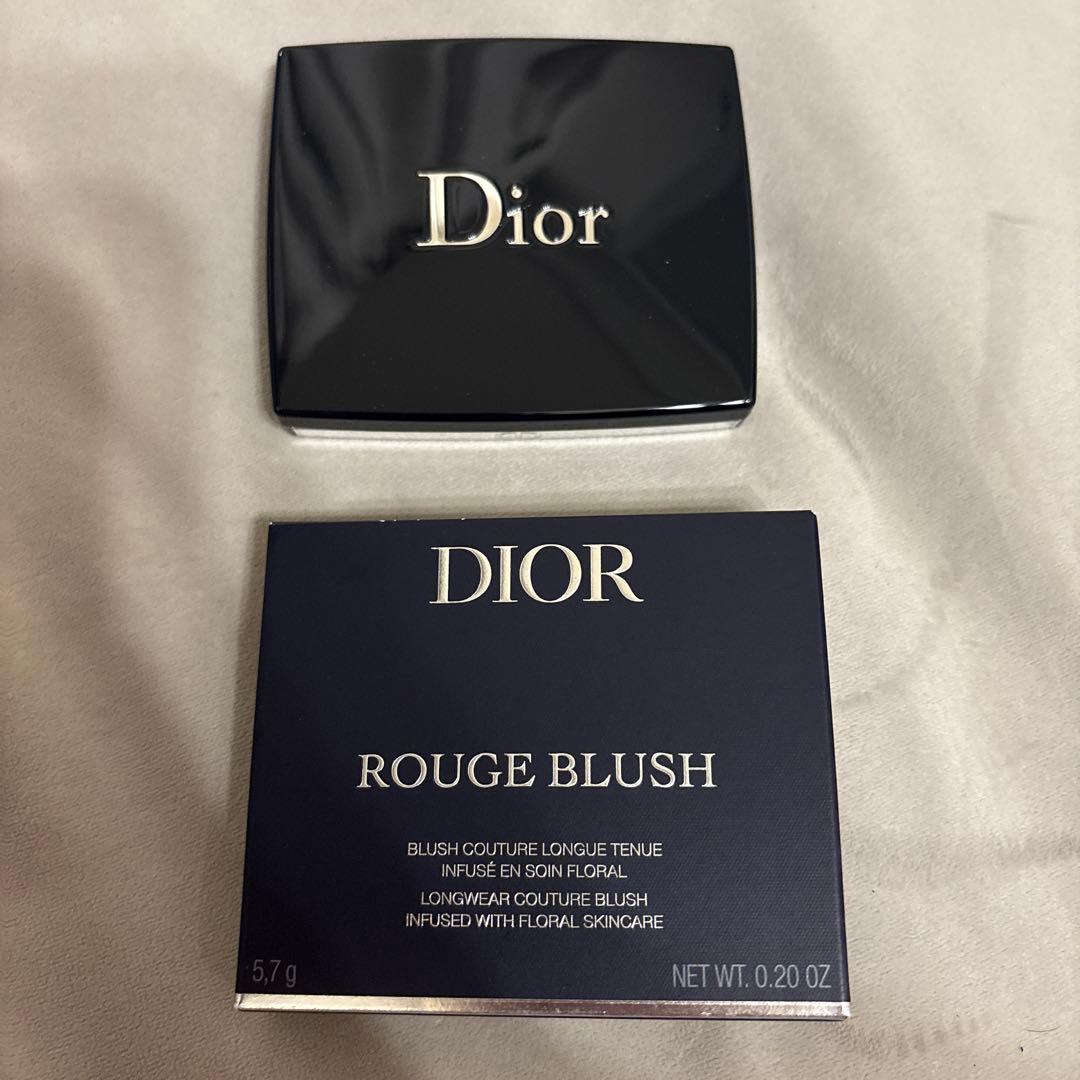 Dior
DIOR
ROUGE BLUSH
BLUSH COUTURE LONGUE TENUE
INFUSÉ EN SOIN FLORAL
LONGWEAR COUTURE BLUSH
INFUSED WITH FLORAL SKINCARE
5,7 g
NET WT. 0.20 OZ